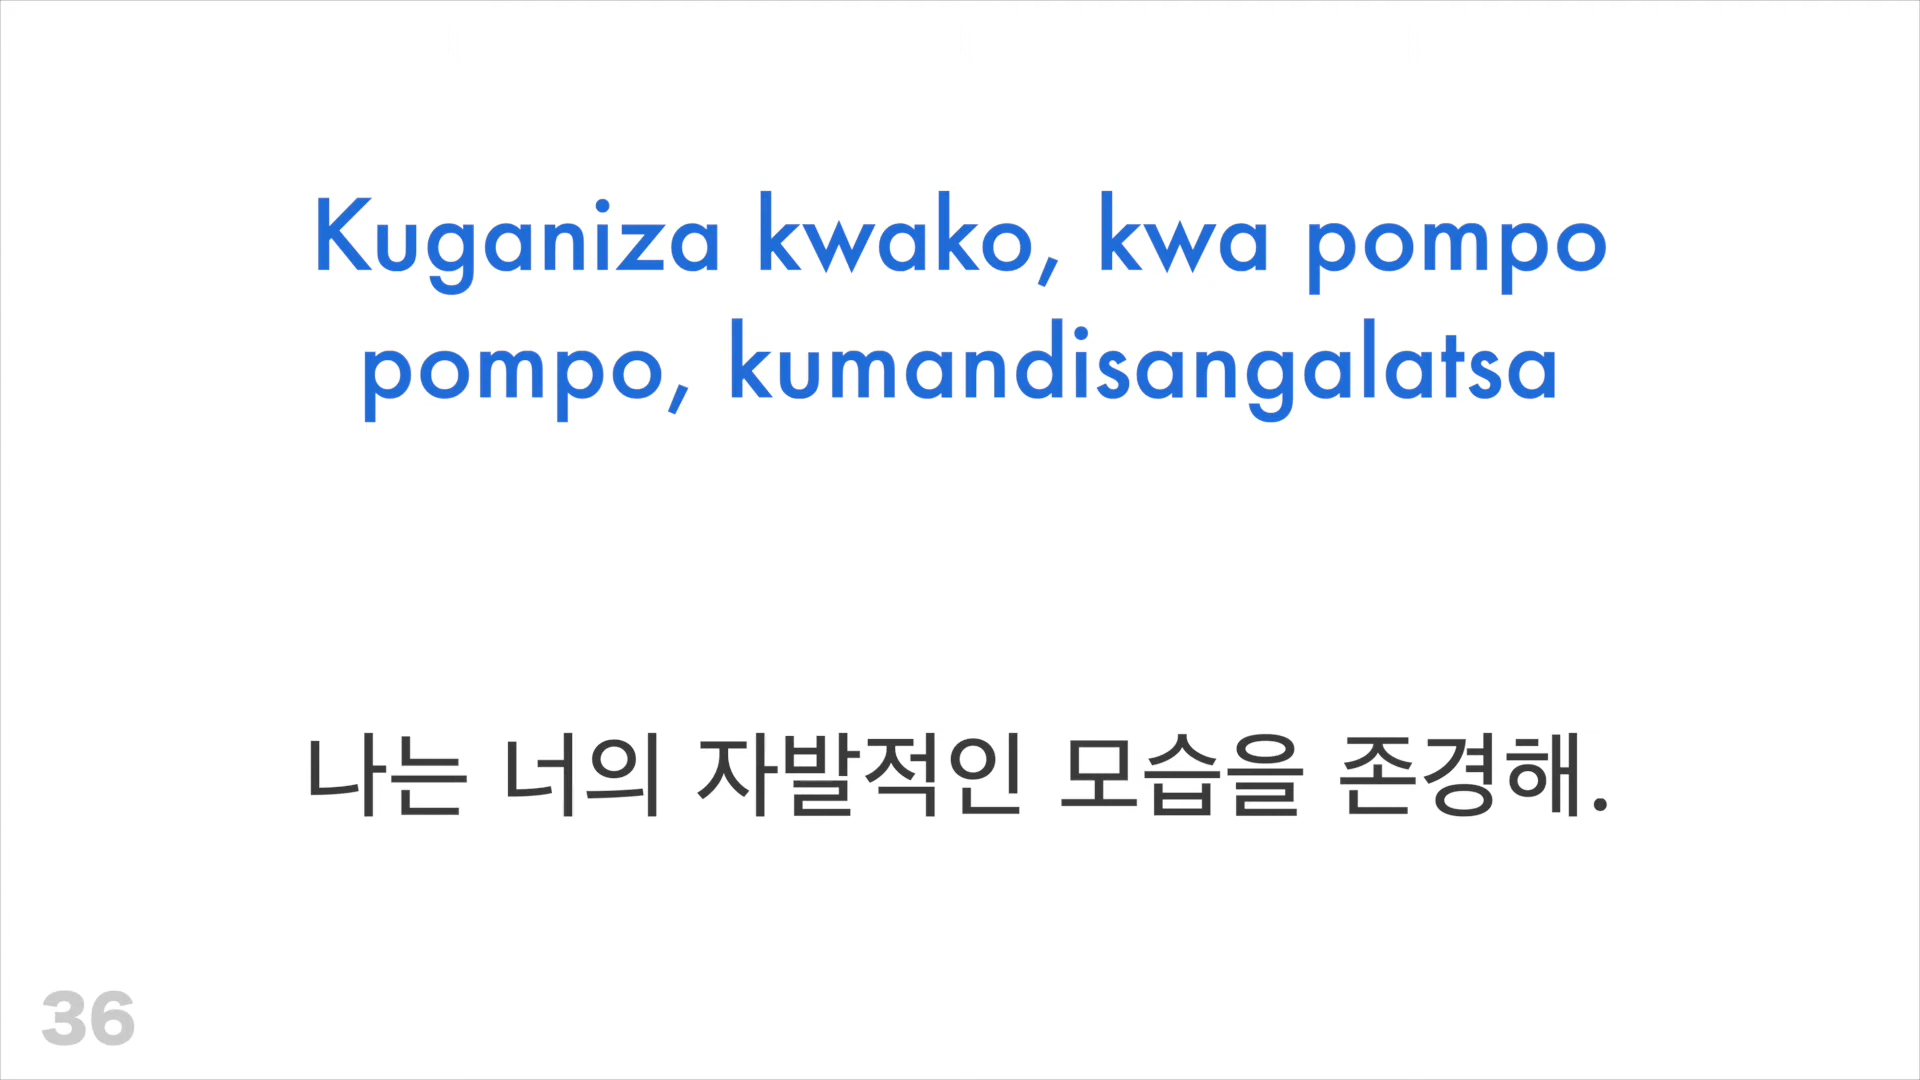 Kuganiza kwako, kwa pompo
pompo, kumandisangalatsa
나는 너의 자발적인 모습을 존경해.
36